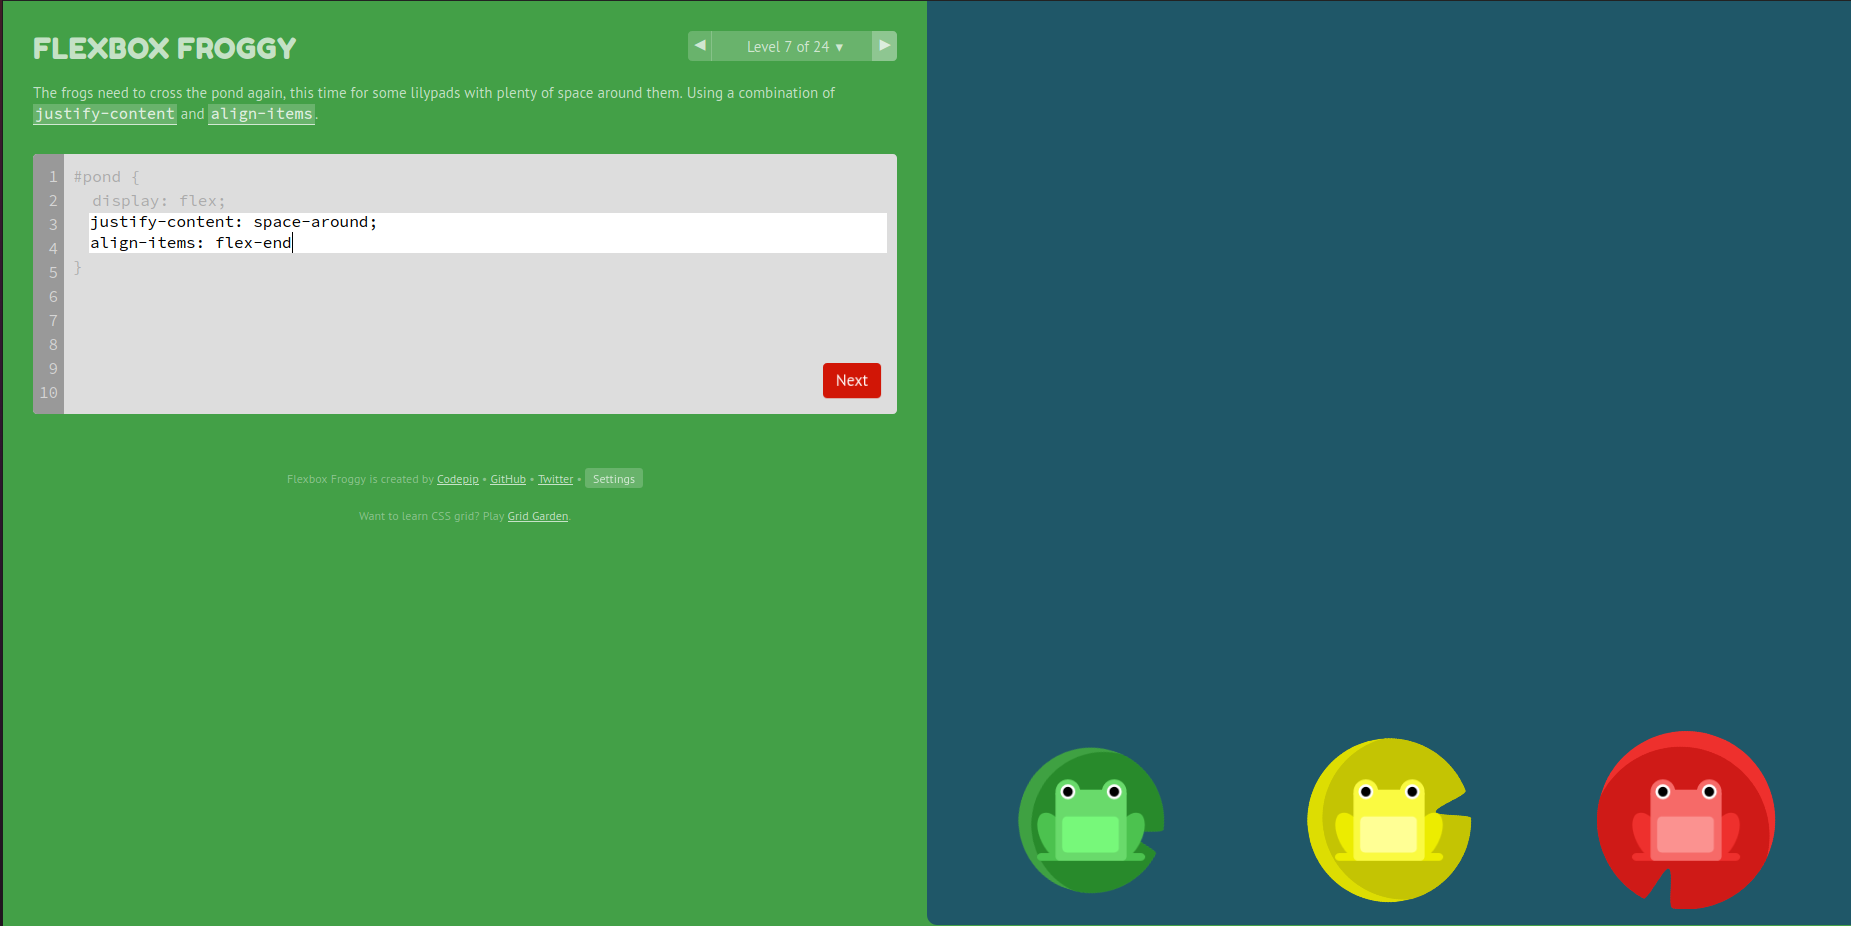 FLEXBOX FROGGY
◀ Level 7 of 24 ▼ ▶
The frogs need to cross the pond again, this time for some lilypads with plenty of space around them. Using a combination of
justify-content and align-items.
1 #pond {
2 display: flex;
3 justify-content: space-around;
4 align-items: flex-end
5 }
6
7
8
9
10
Next
Flexbox Froggy is created by Codepip • GitHub • Twitter • Settings
Want to learn CSS grid? Play Grid Garden.